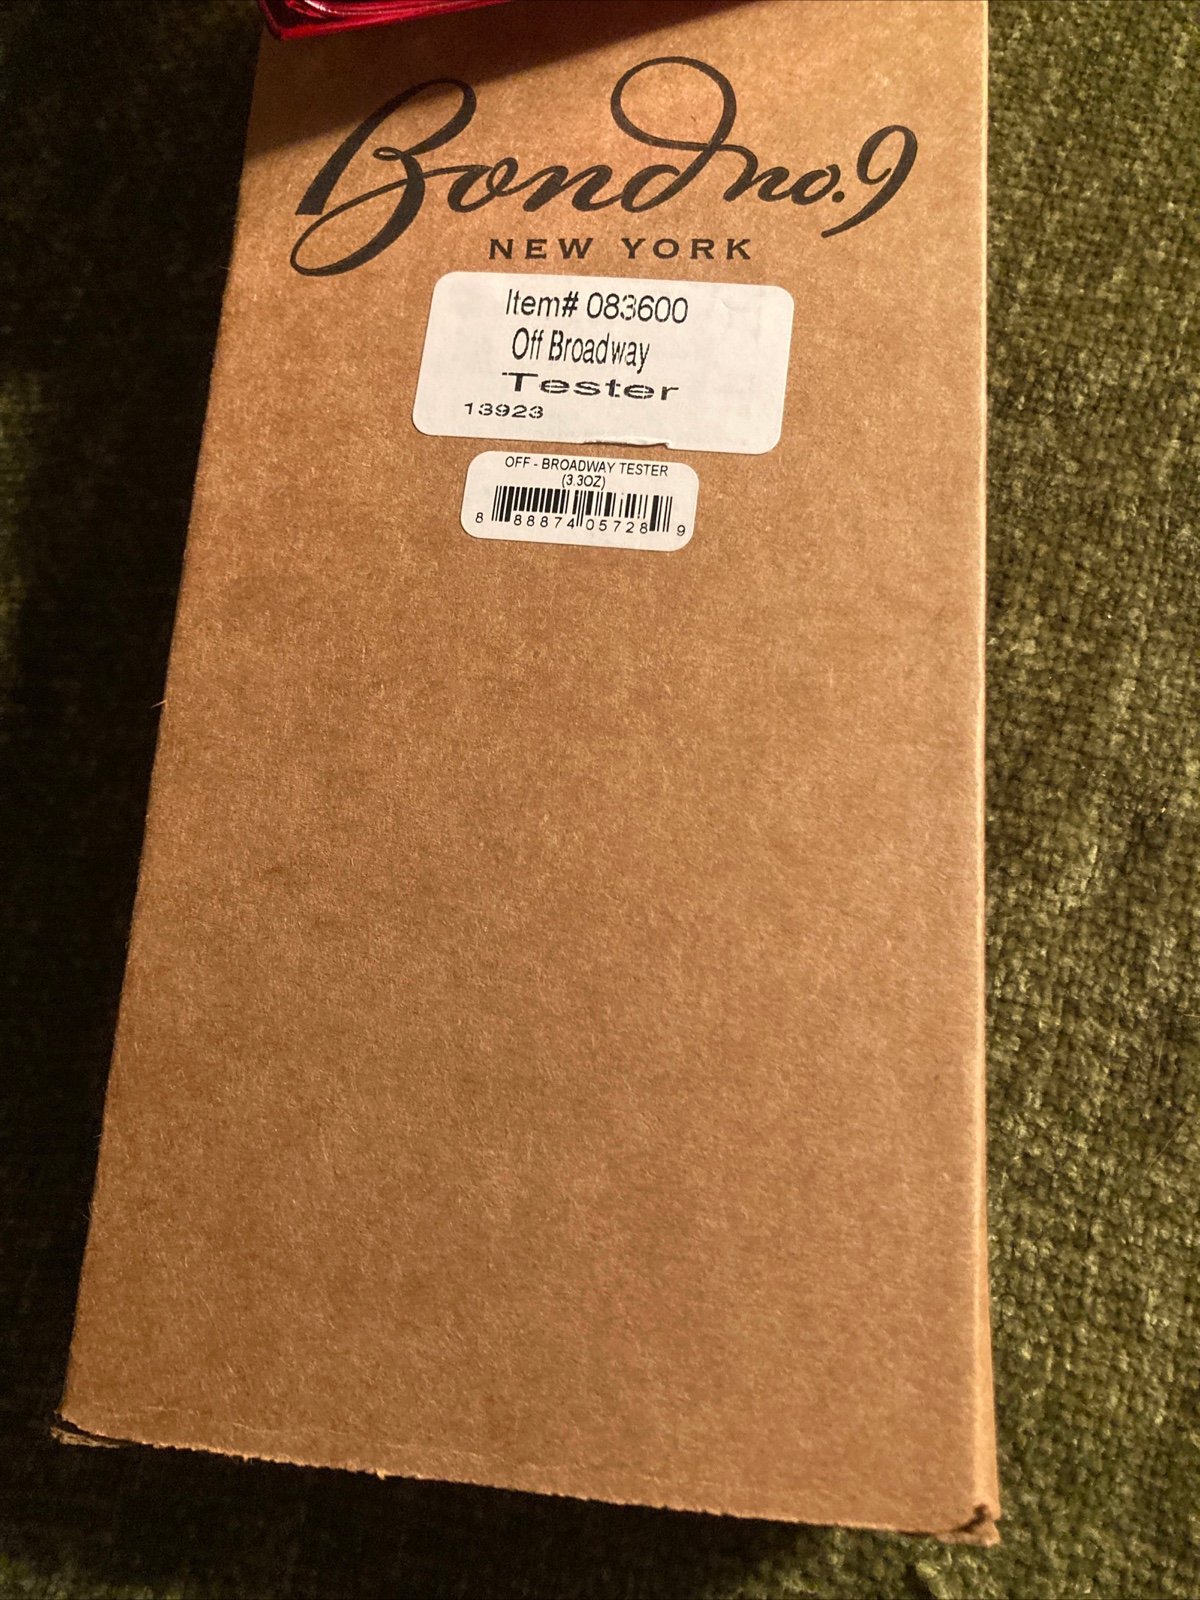 Bond no.9
NEW YORK
Item# 083600
Off Broadway
Tester
13923
OFF - BROADWAY TESTER
(3.3OZ)
8 88874 05728 9